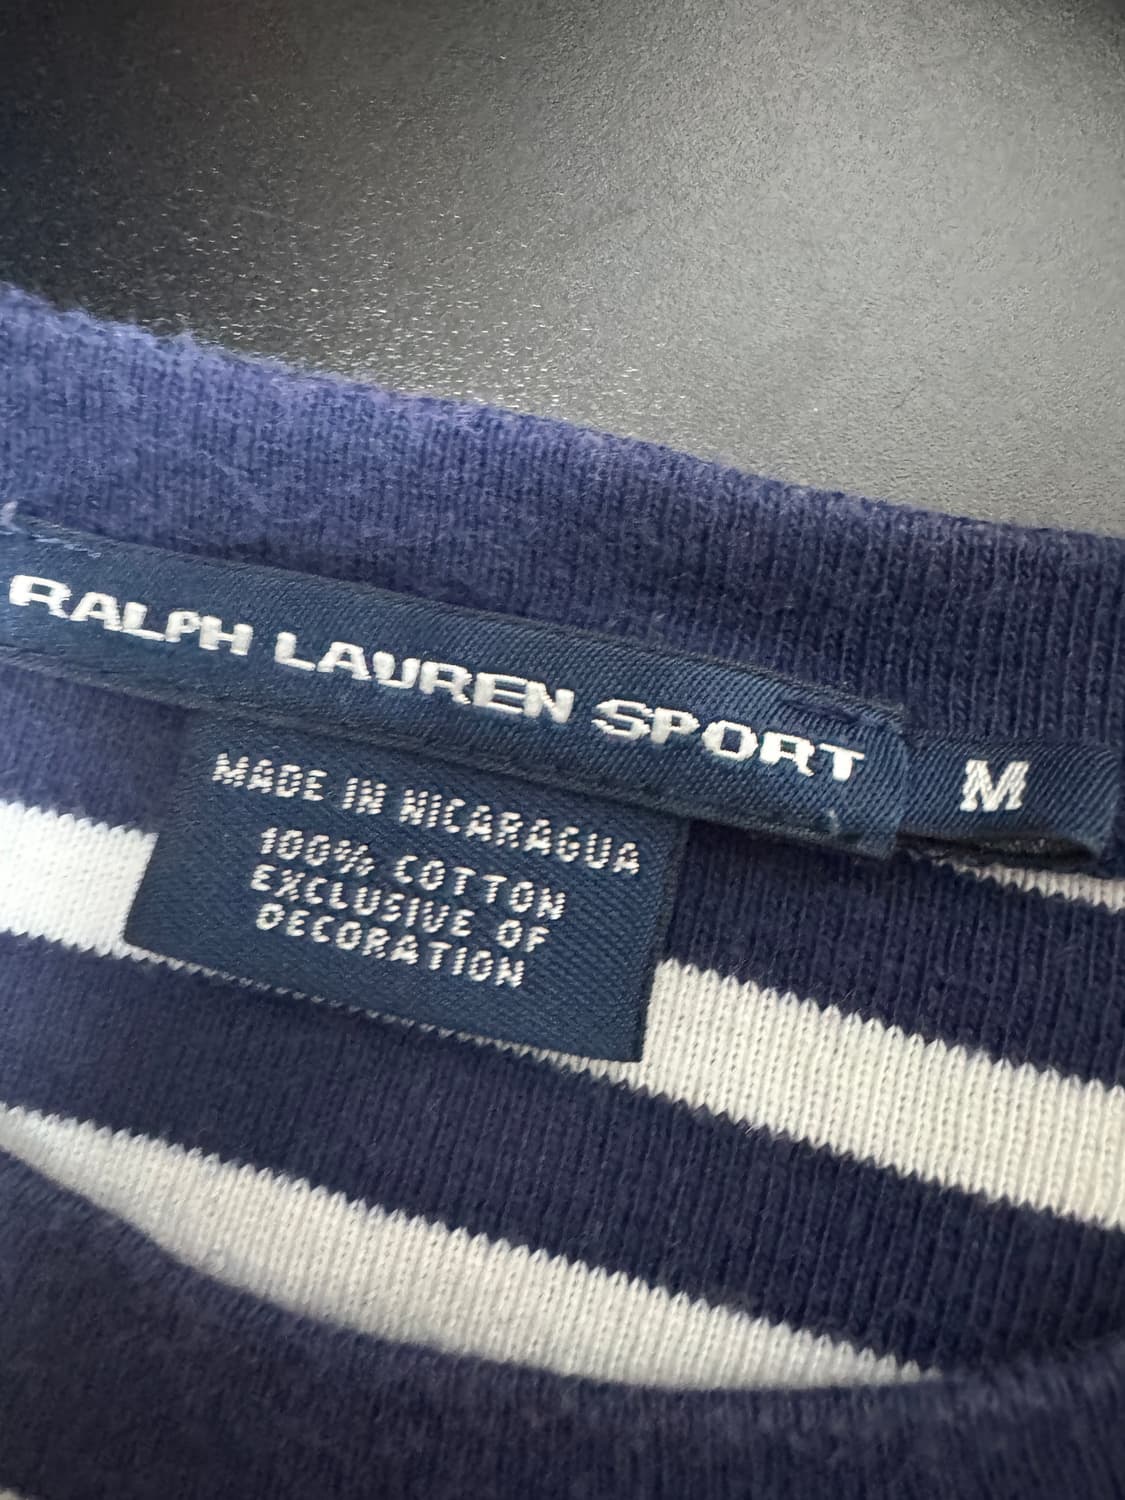 RALPH LAUREN SPORT
M
MADE IN NICARAGUA
100% COTTON
EXCLUSIVE OF
DECORATION